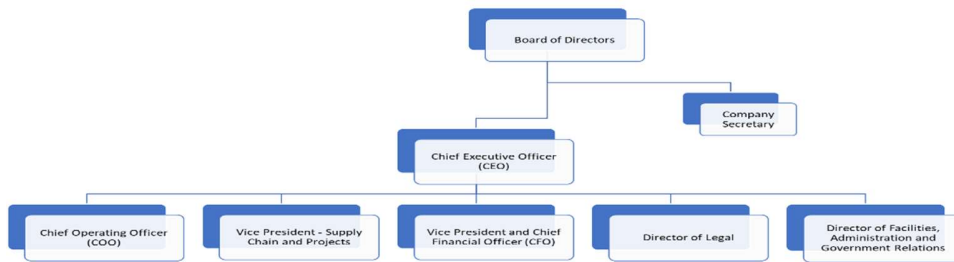 Board of Directors
Company
Secretary
Chief Executive Officer
(CEO)
Chief Operating Officer
(COO)
Vice President - Supply
Chain and Projects
Vice President and Chief
Financial Officer (CFO)
Director of Legal
Director of Facilities,
Administration and
Government Relations